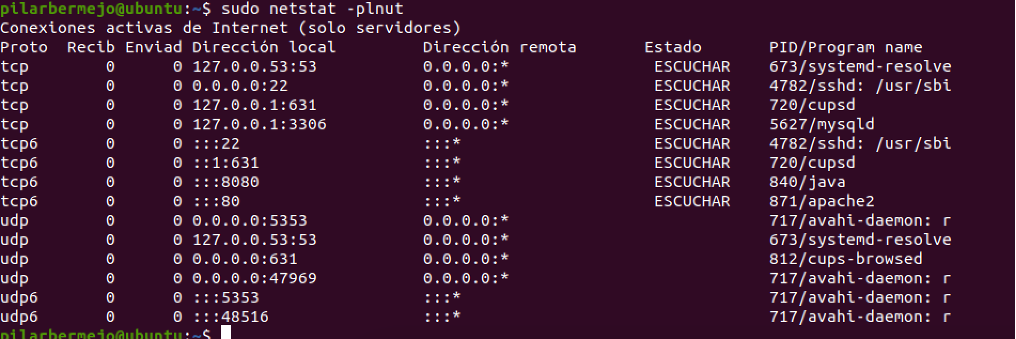 pilarbermejo@ubuntu:~$ sudo netstat -plnut
Conexiones activas de Internet (solo servidores)
Proto  Recib Enviad Dirección local         Dirección remota       Estado      PID/Program name
tcp        0      0 127.0.0.53:53           0.0.0.0:*               ESCUCHAR    673/systemd-resolve
tcp        0      0 0.0.0.0:22              0.0.0.0:*               ESCUCHAR    4782/sshd: /usr/sbi
tcp        0      0 127.0.0.1:631           0.0.0.0:*               ESCUCHAR    720/cupsd
tcp        0      0 127.0.0.1:3306          0.0.0.0:*               ESCUCHAR    5627/mysqld
tcp6       0      0 :::22                   :::*                    ESCUCHAR    4782/sshd: /usr/sbi
tcp6       0      0 ::1:631                 :::*                    ESCUCHAR    720/cupsd
tcp6       0      0 :::8080                 :::*                    ESCUCHAR    840/java
tcp6       0      0 :::80                   :::*                    ESCUCHAR    871/apache2
udp        0      0 0.0.0.0:5353            0.0.0.0:*                           717/avahi-daemon: r
udp        0      0 127.0.0.53:53           0.0.0.0:*                           673/systemd-resolve
udp        0      0 0.0.0.0:631             0.0.0.0:*                           812/cups-browsed
udp        0      0 0.0.0.0:47969           0.0.0.0:*                           717/avahi-daemon: r
udp6       0      0 :::5353                 :::*                                717/avahi-daemon: r
udp6       0      0 :::48516                :::*                                717/avahi-daemon: r
pilarbermejo@ubuntu:~$